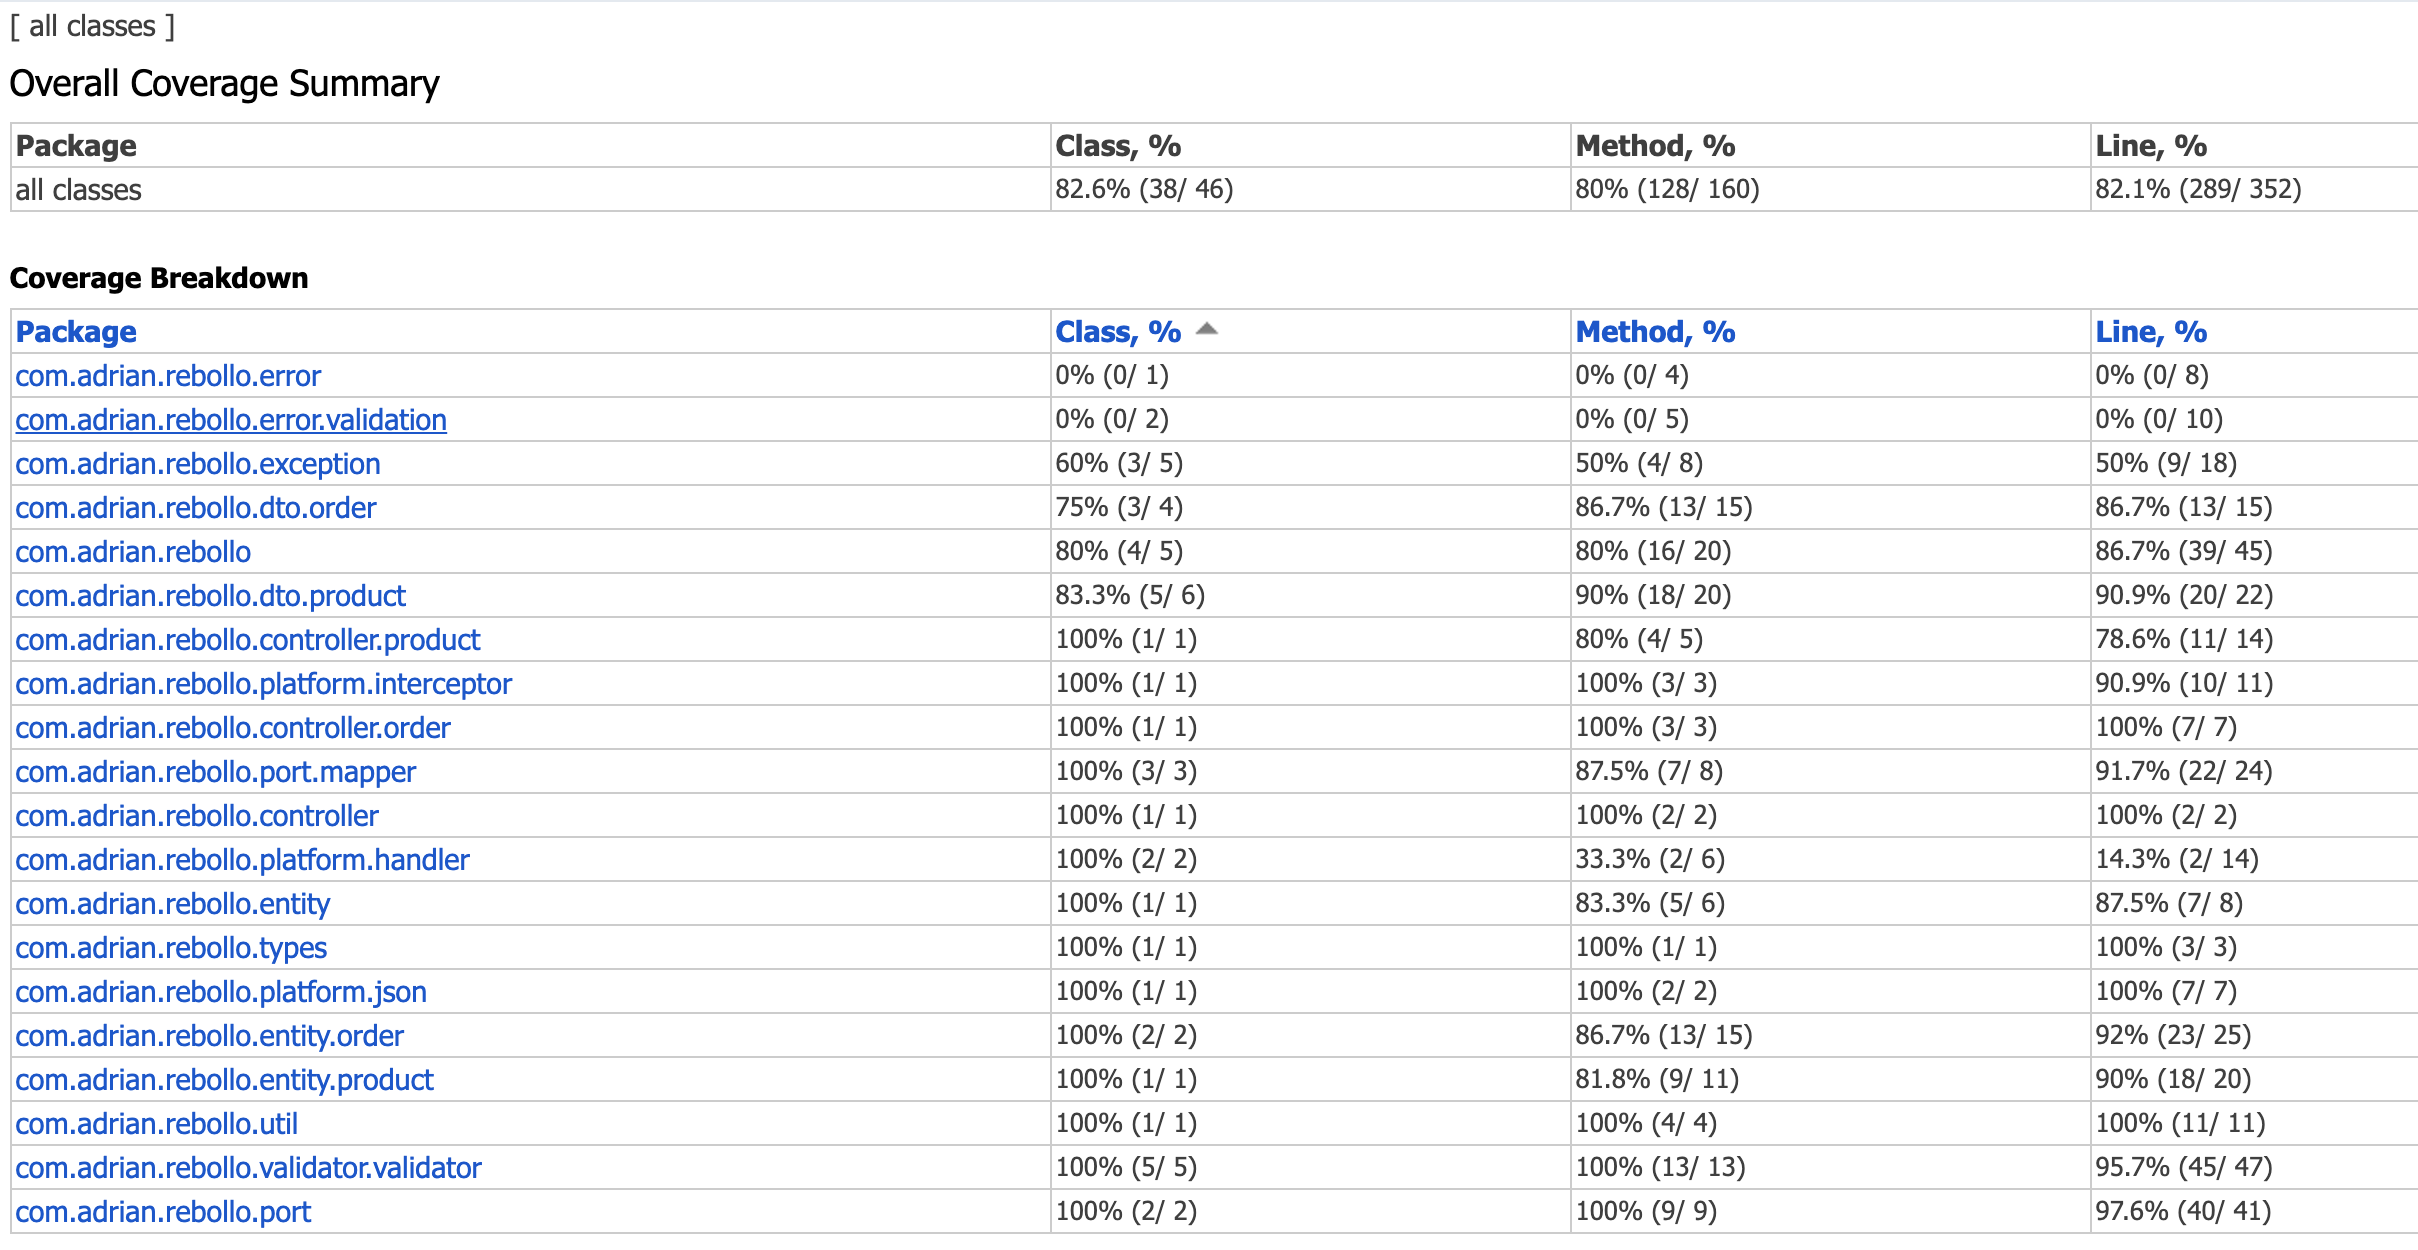 [ all classes ]
Overall Coverage Summary
Package Class, % Method, % Line, %
all classes 82.6% (38/ 46) 80% (128/ 160) 82.1% (289/ 352)
Coverage Breakdown
Package Class, % Method, % Line, %
com.adrian.rebollo.error 0% (0/ 1) 0% (0/ 4) 0% (0/ 8)
com.adrian.rebollo.error.validation 0% (0/ 2) 0% (0/ 5) 0% (0/ 10)
com.adrian.rebollo.exception 60% (3/ 5) 50% (4/ 8) 50% (9/ 18)
com.adrian.rebollo.dto.order 75% (3/ 4) 86.7% (13/ 15) 86.7% (13/ 15)
com.adrian.rebollo 80% (4/ 5) 80% (16/ 20) 86.7% (39/ 45)
com.adrian.rebollo.dto.product 83.3% (5/ 6) 90% (18/ 20) 90.9% (20/ 22)
com.adrian.rebollo.controller.product 100% (1/ 1) 80% (4/ 5) 78.6% (11/ 14)
com.adrian.rebollo.platform.interceptor 100% (1/ 1) 100% (3/ 3) 90.9% (10/ 11)
com.adrian.rebollo.controller.order 100% (1/ 1) 100% (3/ 3) 100% (7/ 7)
com.adrian.rebollo.port.mapper 100% (3/ 3) 87.5% (7/ 8) 91.7% (22/ 24)
com.adrian.rebollo.controller 100% (1/ 1) 100% (2/ 2) 100% (2/ 2)
com.adrian.rebollo.platform.handler 100% (2/ 2) 33.3% (2/ 6) 14.3% (2/ 14)
com.adrian.rebollo.entity 100% (1/ 1) 83.3% (5/ 6) 87.5% (7/ 8)
com.adrian.rebollo.types 100% (1/ 1) 100% (1/ 1) 100% (3/ 3)
com.adrian.rebollo.platform.json 100% (1/ 1) 100% (2/ 2) 100% (7/ 7)
com.adrian.rebollo.entity.order 100% (2/ 2) 86.7% (13/ 15) 92% (23/ 25)
com.adrian.rebollo.entity.product 100% (1/ 1) 81.8% (9/ 11) 90% (18/ 20)
com.adrian.rebollo.util 100% (1/ 1) 100% (4/ 4) 100% (11/ 11)
com.adrian.rebollo.validator.validator 100% (5/ 5) 100% (13/ 13) 95.7% (45/ 47)
com.adrian.rebollo.port 100% (2/ 2) 100% (9/ 9) 97.6% (40/ 41)